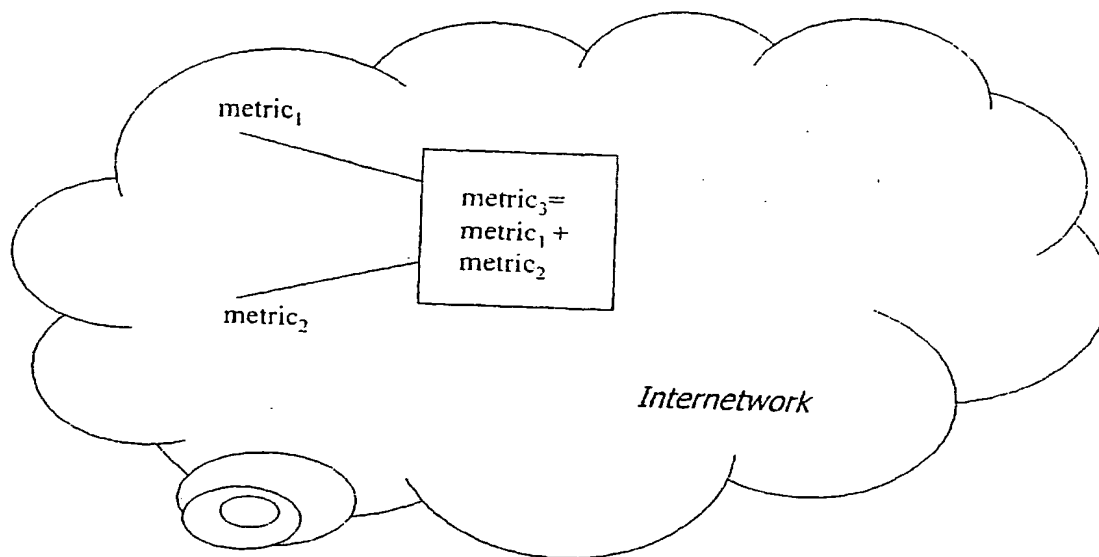 metric₁
metric₃=
metric₁ +
metric₂
metric₂
Internetwork